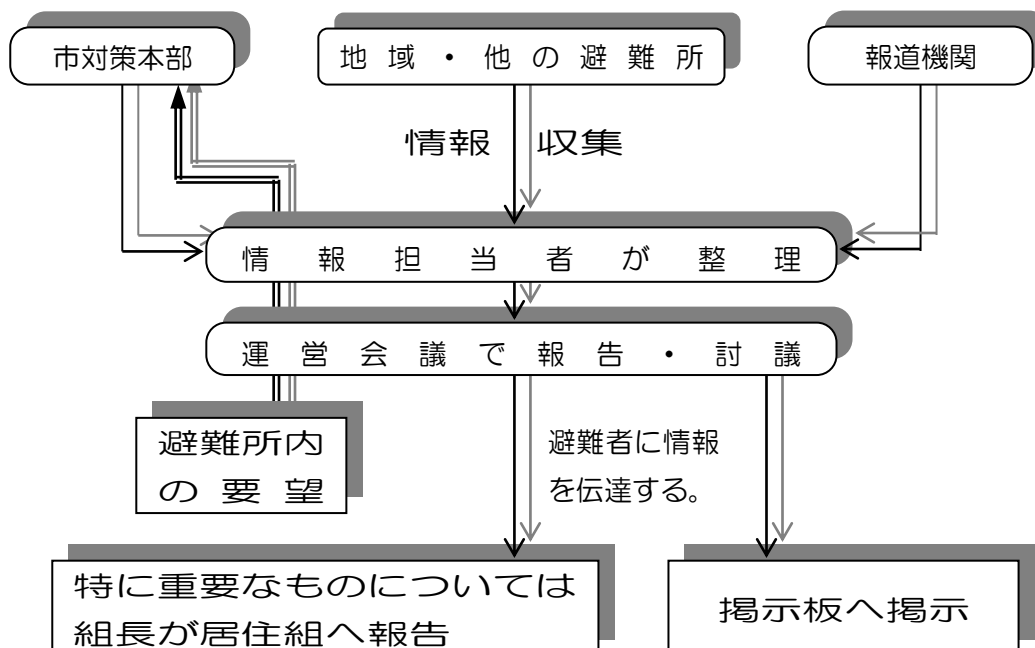 市対策本部
地域・他の避難所
報道機関
情報 収集
情報担当者が整理
運営会議で報告・討議
避難所内
の要望
避難者に情報
を伝達する。
特に重要なものについては
組長が居住組へ報告
掲示板へ掲示